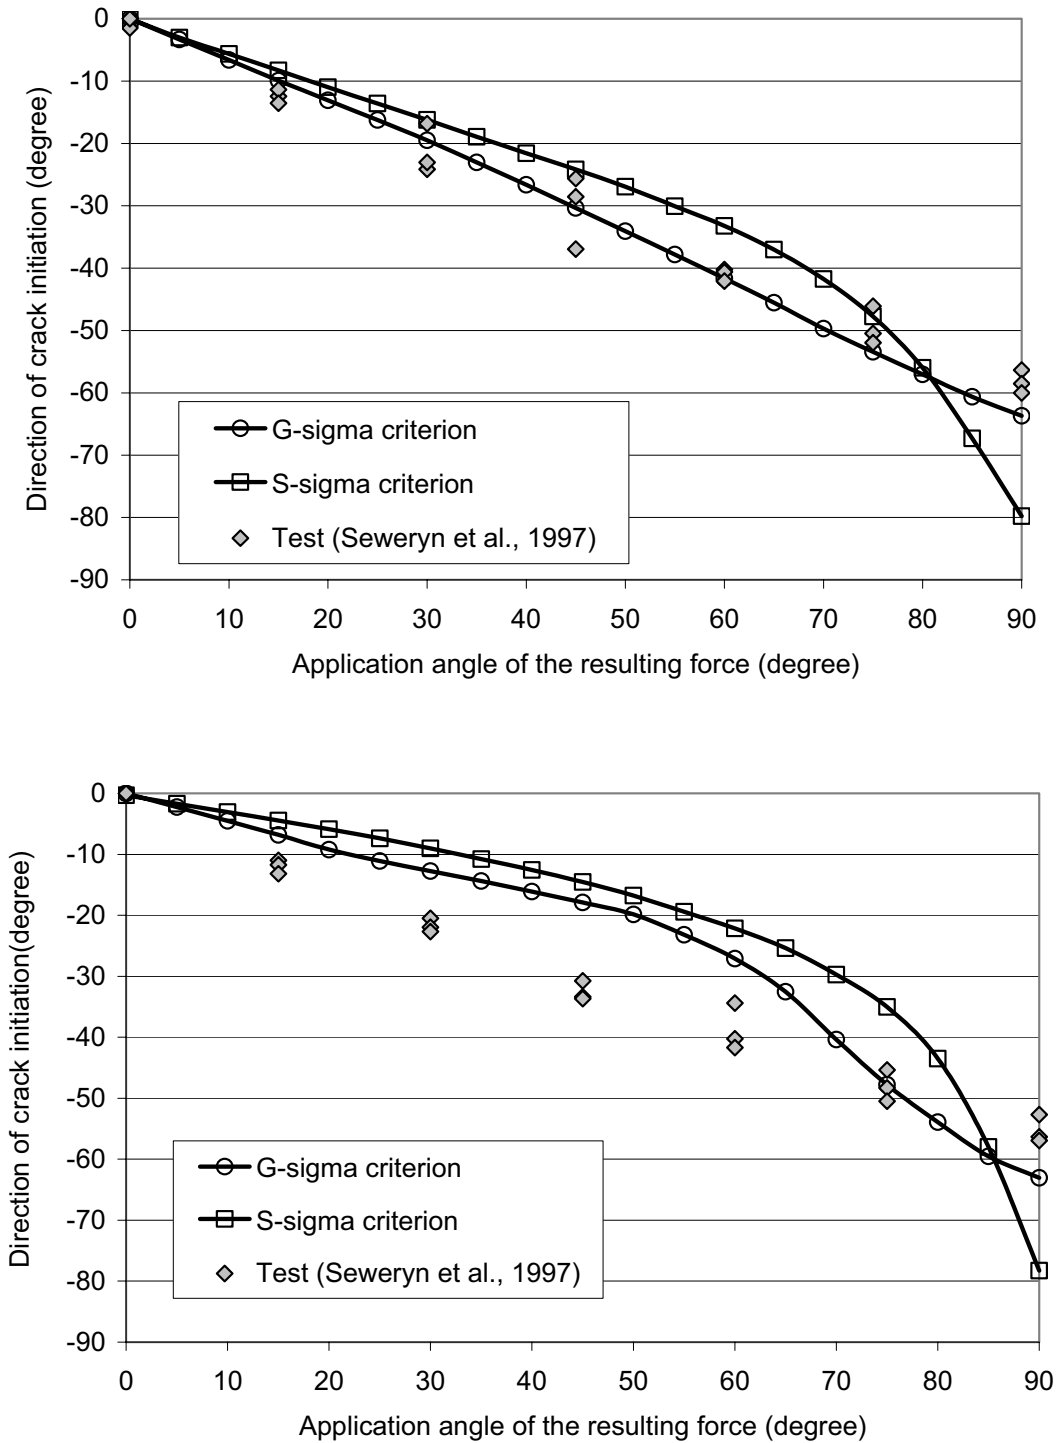 0
-10
-20
-30
-40
-50
-60
-70
-80
-90
Direction of crack initiation (degree)
G-sigma criterion
S-sigma criterion
Test (Seweryn et al., 1997)
0 10 20 30 40 50 60 70 80 90
Application angle of the resulting force (degree)
0
-10
-20
-30
-40
-50
-60
-70
-80
-90
Direction of crack initiation(degree)
G-sigma criterion
S-sigma criterion
Test (Seweryn et al., 1997)
0 10 20 30 40 50 60 70 80 90
Application angle of the resulting force (degree)